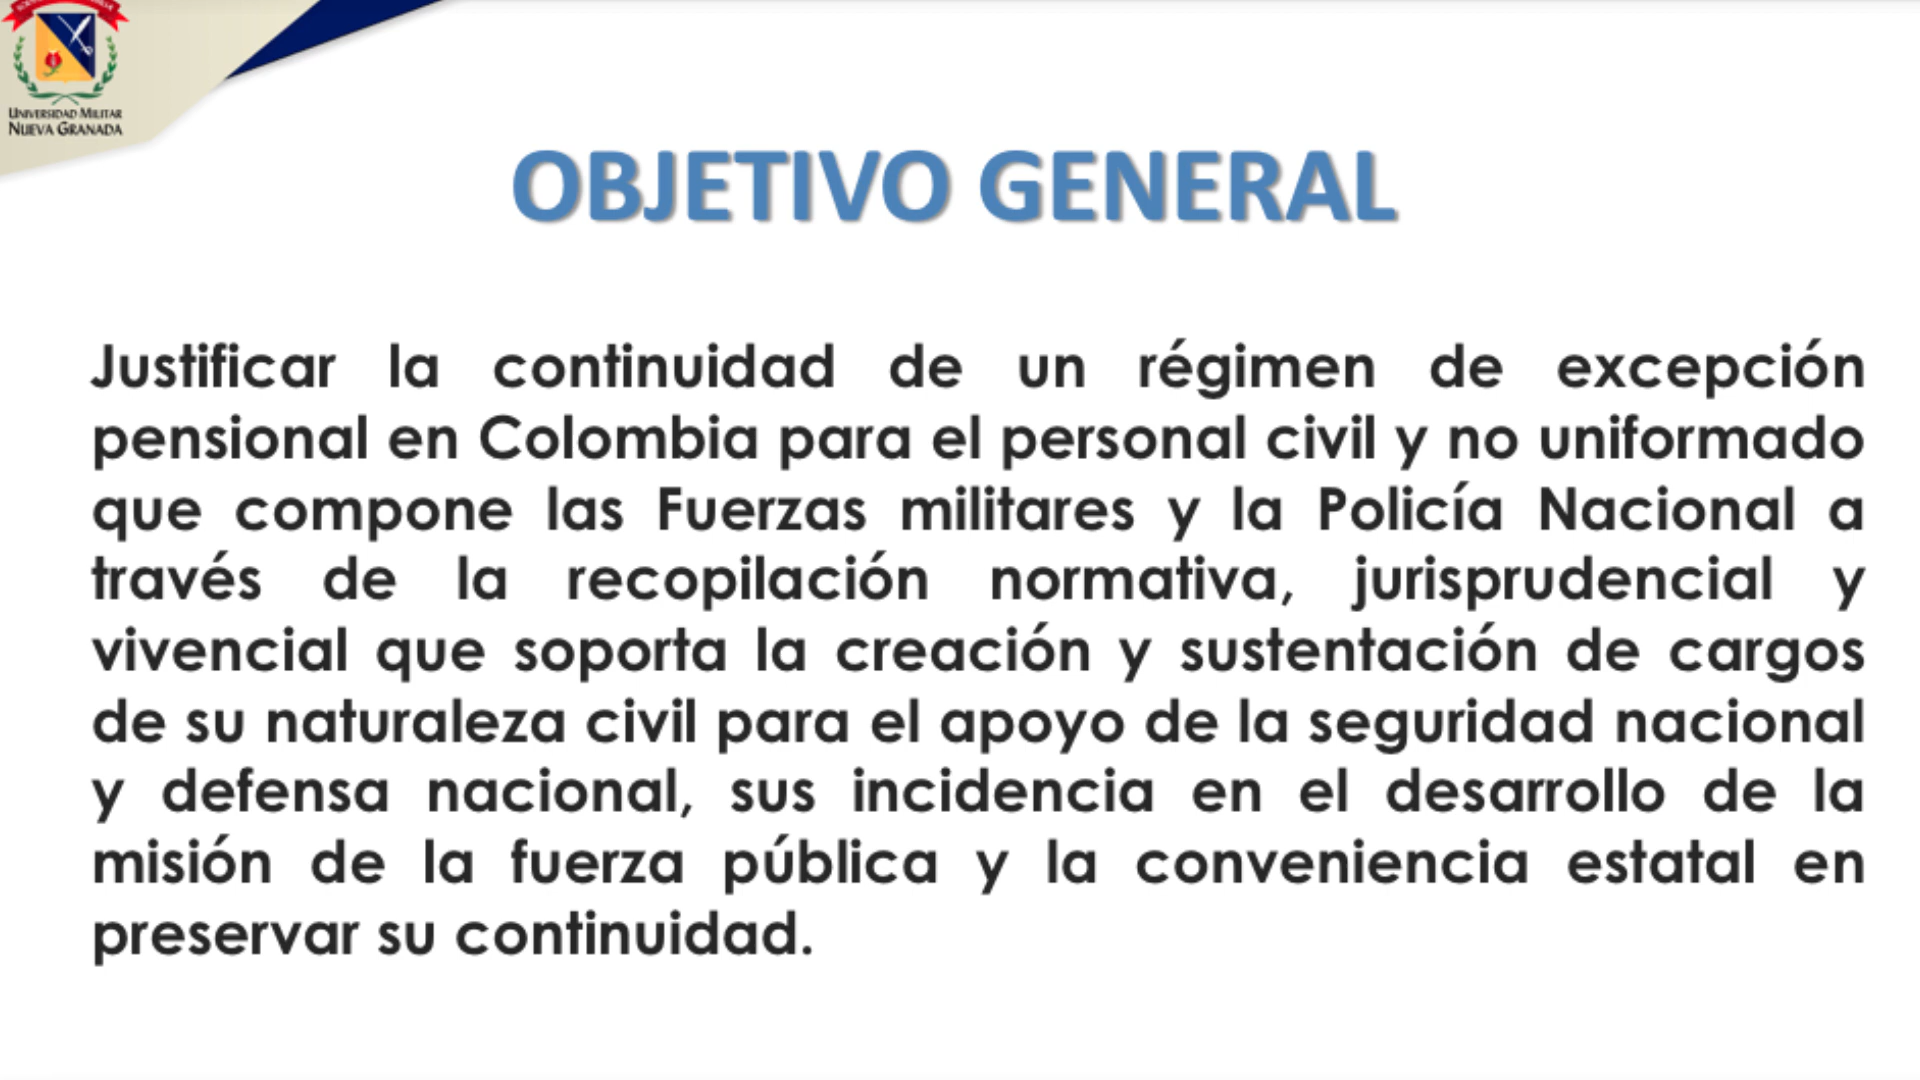 UNIVERSIDAD MILITAR
NUEVA GRANADA
OBJETIVO GENERAL
Justificar la continuidad de un régimen de excepción
pensional en Colombia para el personal civil y no uniformado
que compone las Fuerzas militares y la Policía Nacional a
través de la recopilación normativa, jurisprudencial y
vivencial que soporta la creación y sustentación de cargos
de su naturaleza civil para el apoyo de la seguridad nacional
y defensa nacional, sus incidencia en el desarrollo de la
misión de la fuerza pública y la conveniencia estatal en
preservar su continuidad.